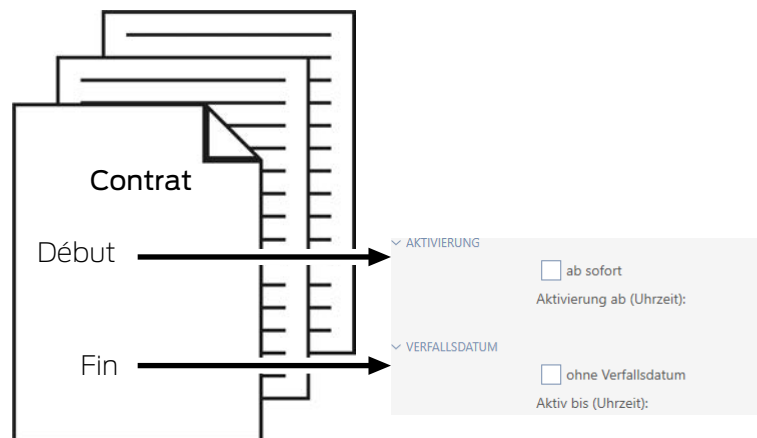 Contrat
Début
Fin
AKTIVIERUNG
ab sofort
Aktivierung ab (Uhrzeit):
VERFALLSDATUM
ohne Verfallsdatum
Aktiv bis (Uhrzeit):